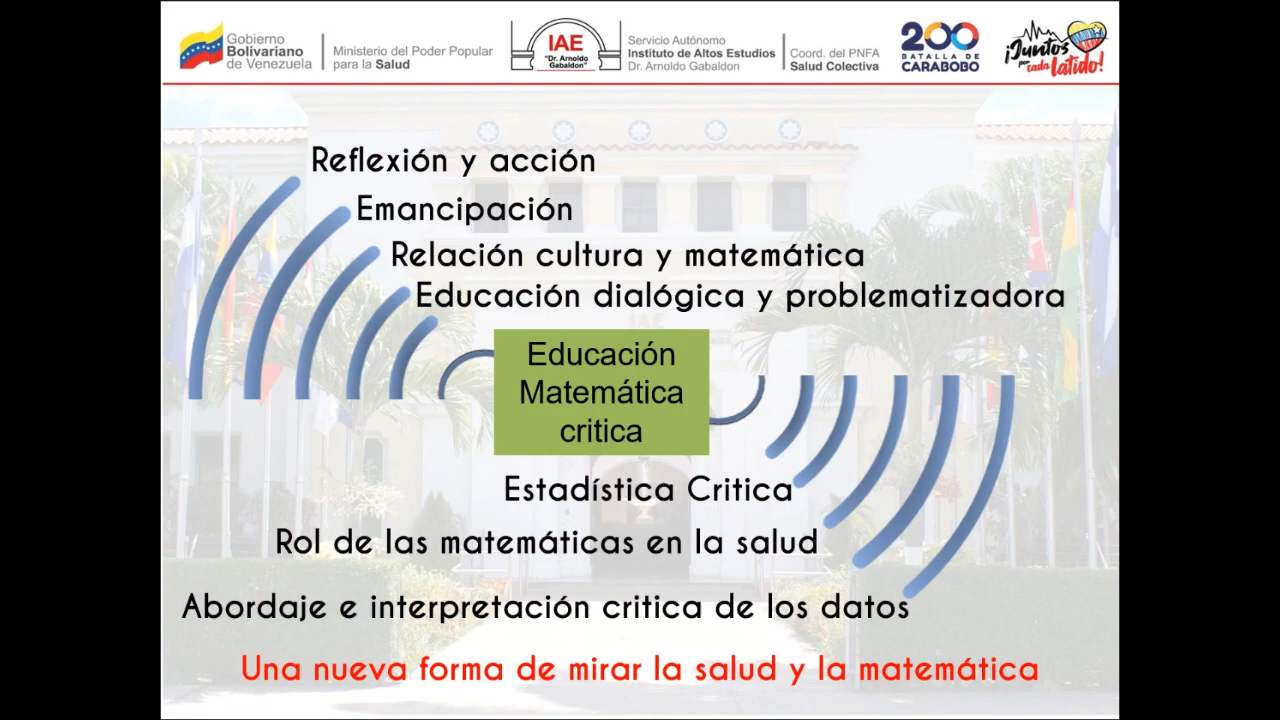 Gobierno
Bolivariano
de Venezuela
Ministerio del Poder Popular
para la Salud
IAE
"Dr. Arnoldo
Gabaldon"
Servicio Autónomo
Instituto de Altos Estudios
Dr. Arnoldo Gabaldon
Coord. del PNFA
Salud Colectiva
200
BATALLA DE
CARABOBO
¡Juntos
por cada latido!
Reflexión y acción
Emancipación
Relación cultura y matemática
Educación dialógica y problematizadora
Educación
Matemática
critica
Estadística Critica
Rol de las matemáticas en la salud
Abordaje e interpretación critica de los datos
Una nueva forma de mirar la salud y la matemática